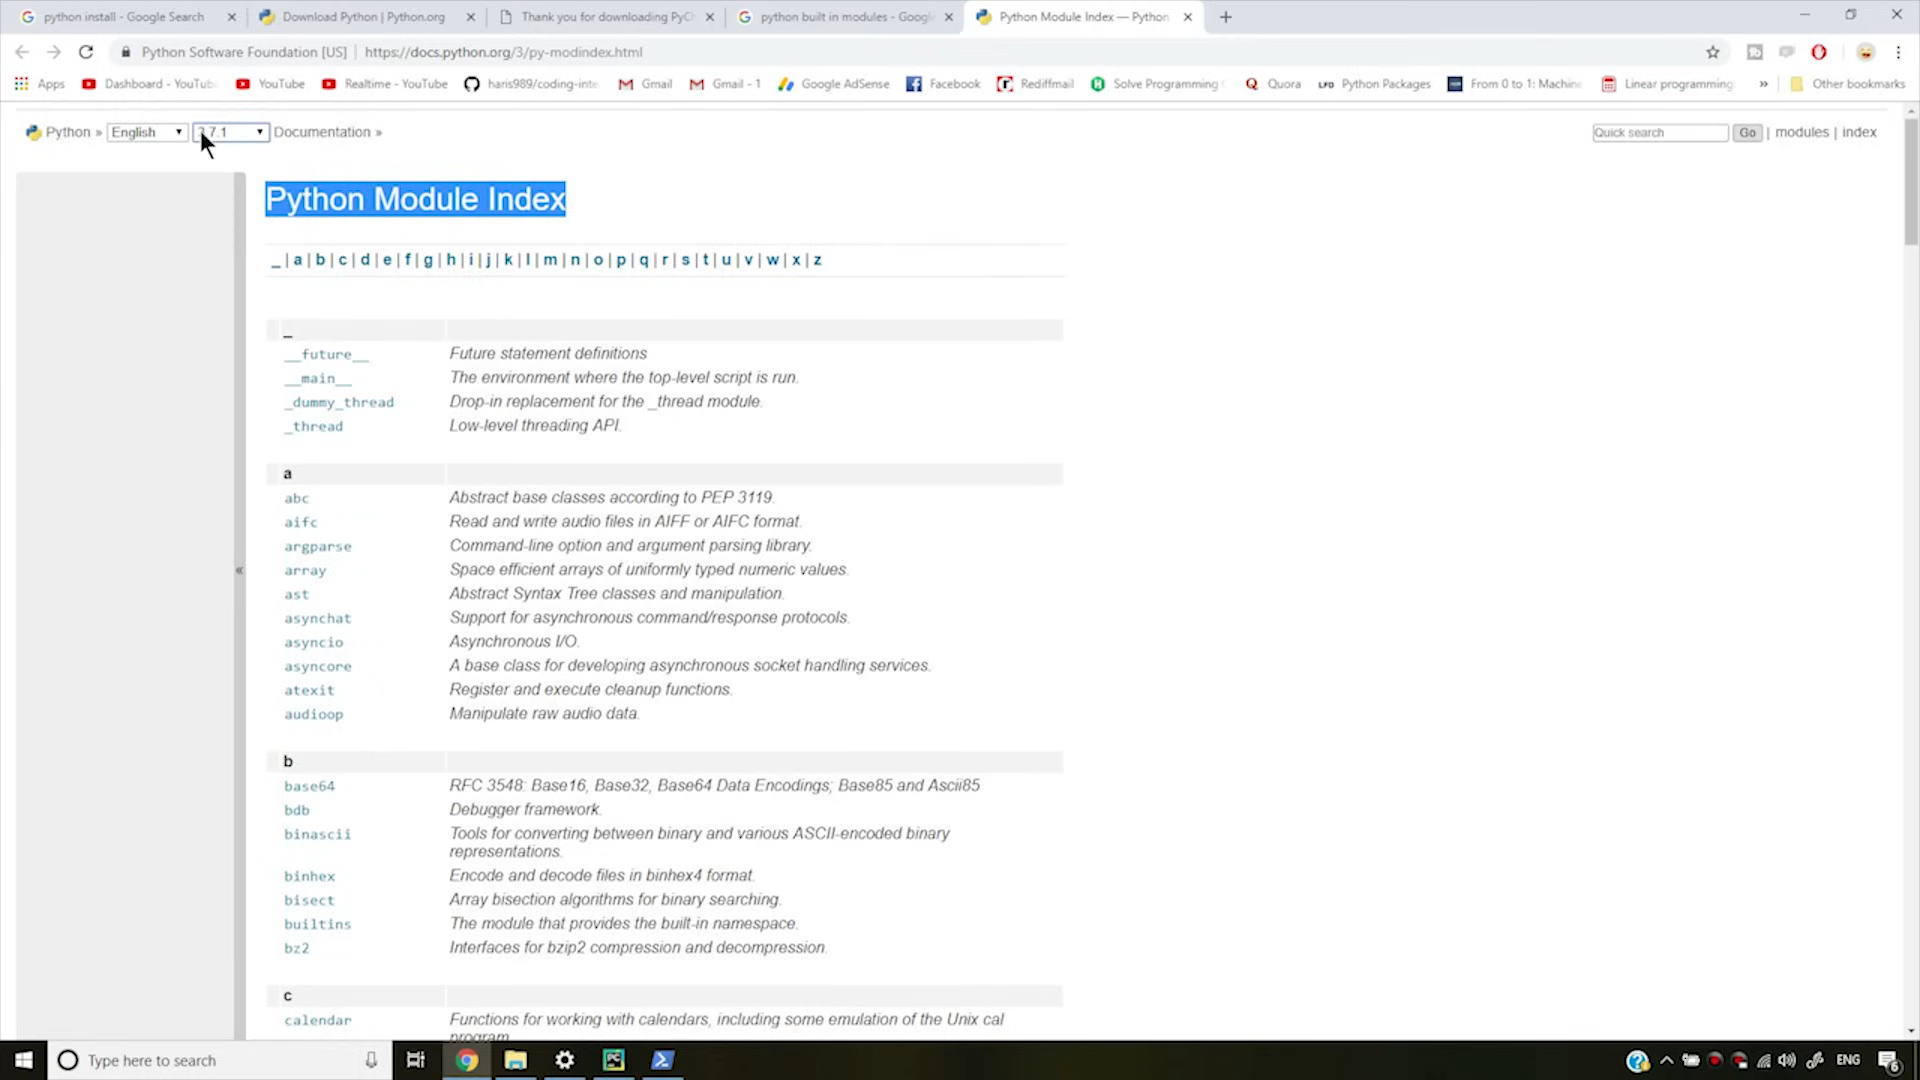 python install - Google Search
Download Python | Python.org
Thank you for downloading PyC
python built in modules - Google
Python Module Index — Python
Python Software Foundation [US] | https://docs.python.org/3/py-modindex.html
Apps
Dashboard - YouTube
YouTube
Realtime - YouTube
haris989/coding-inte
Gmail
Gmail - 1
Google AdSense
Facebook
Rediffmail
Solve Programming
Quora
Python Packages
From 0 to 1: Machine
Linear programming
»
Other bookmarks
Python » English 3.7.1 Documentation »
Quick search Go | modules | index
Python Module Index
_ | a | b | c | d | e | f | g | h | i | j | k | l | m | n | o | p | q | r | s | t | u | v | w | x | z
_
__future__ Future statement definitions
__main__ The environment where the top-level script is run.
_dummy_thread Drop-in replacement for the _thread module.
_thread Low-level threading API.
a
abc Abstract base classes according to PEP 3119.
aifc Read and write audio files in AIFF or AIFC format.
argparse Command-line option and argument parsing library.
array Space efficient arrays of uniformly typed numeric values.
ast Abstract Syntax Tree classes and manipulation.
asynchat Support for asynchronous command/response protocols.
asyncio Asynchronous I/O.
asyncore A base class for developing asynchronous socket handling services.
atexit Register and execute cleanup functions.
audioop Manipulate raw audio data.
«
b
base64 RFC 3548: Base16, Base32, Base64 Data Encodings; Base85 and Ascii85
bdb Debugger framework.
binascii Tools for converting between binary and various ASCII-encoded binary
representations.
binhex Encode and decode files in binhex4 format.
bisect Array bisection algorithms for binary searching.
builtins The module that provides the built-in namespace.
bz2 Interfaces for bzip2 compression and decompression.
c
calendar Functions for working with calendars, including some emulation of the Unix cal
program.
Type here to search
PC
ENG
6